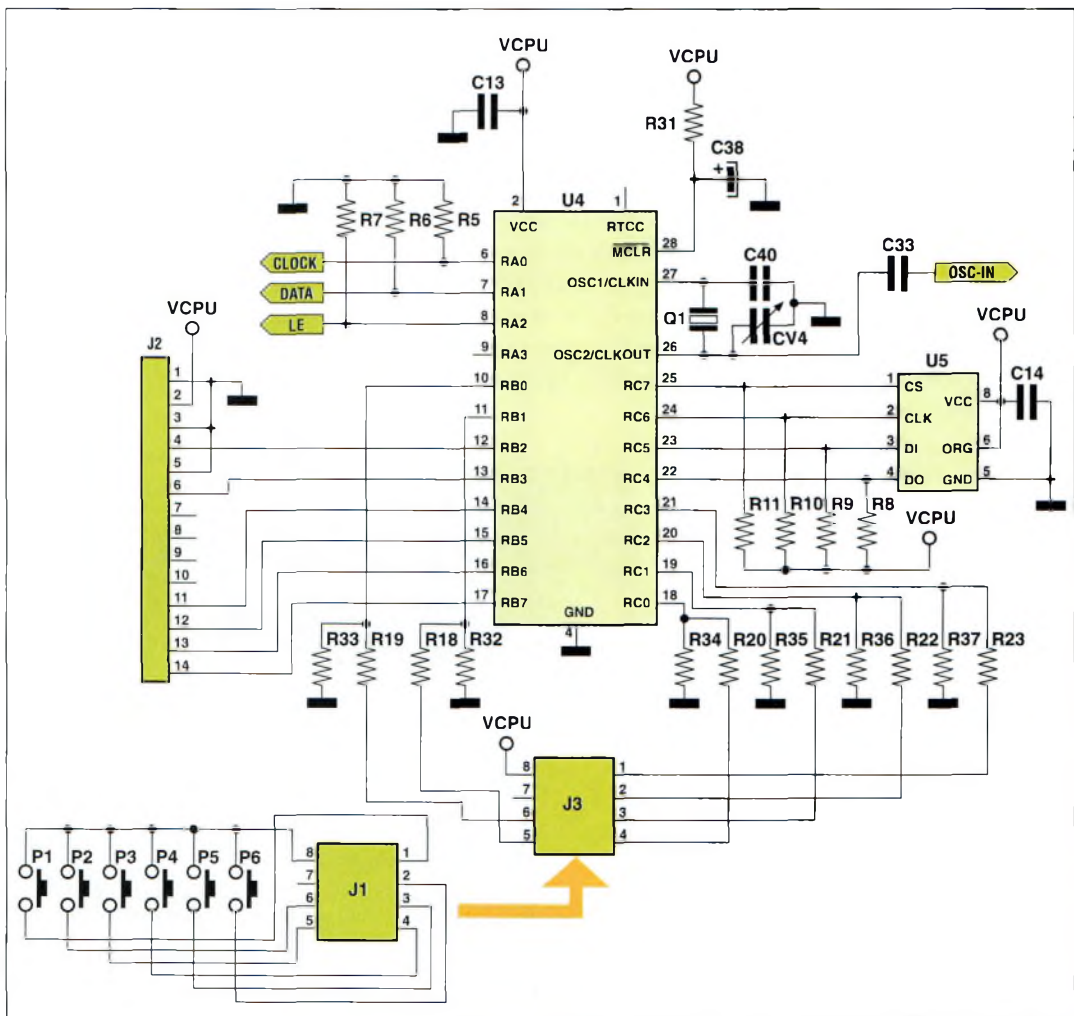 VCPU
VCPU
C13
R31
C38
+
R7 R6 R5
2
VCC
U4
1
RTCC
CLOCK
6 RA0
DATA
7 RA1
LE
8 RA2
9 RA3
10 RB0
11 RB1
12 RB2
13 RB3
14 RB4
15 RB5
16 RB6
17 RB7
MCLR 28
OSC1/CLKIN 27
OSC2/CLKOUT 26
RC7 25
RC6 24
RC5 23
RC4 22
RC3 21
RC2 20
RC1 19
RC0 18
GND
4
C40
Q1
CV4
C33
OSC-IN
VCPU
U5
C14
1 CS
2 CLK
3 DI
4 DO
VCC 8
ORG 6
GND 5
R11 R10 R9 R8
VCPU
VCPU
J2
1
2
3
4
5
6
7
8
9
10
11
12
13
14
R33 R19 R18 R32
R34 R20 R35 R21 R36 R22 R37 R23
VCPU
8
7
6
5
J3
1
2
3
4
P1 P2 P3 P4 P5 P6
8
7
6
5
J1
1
2
3
4